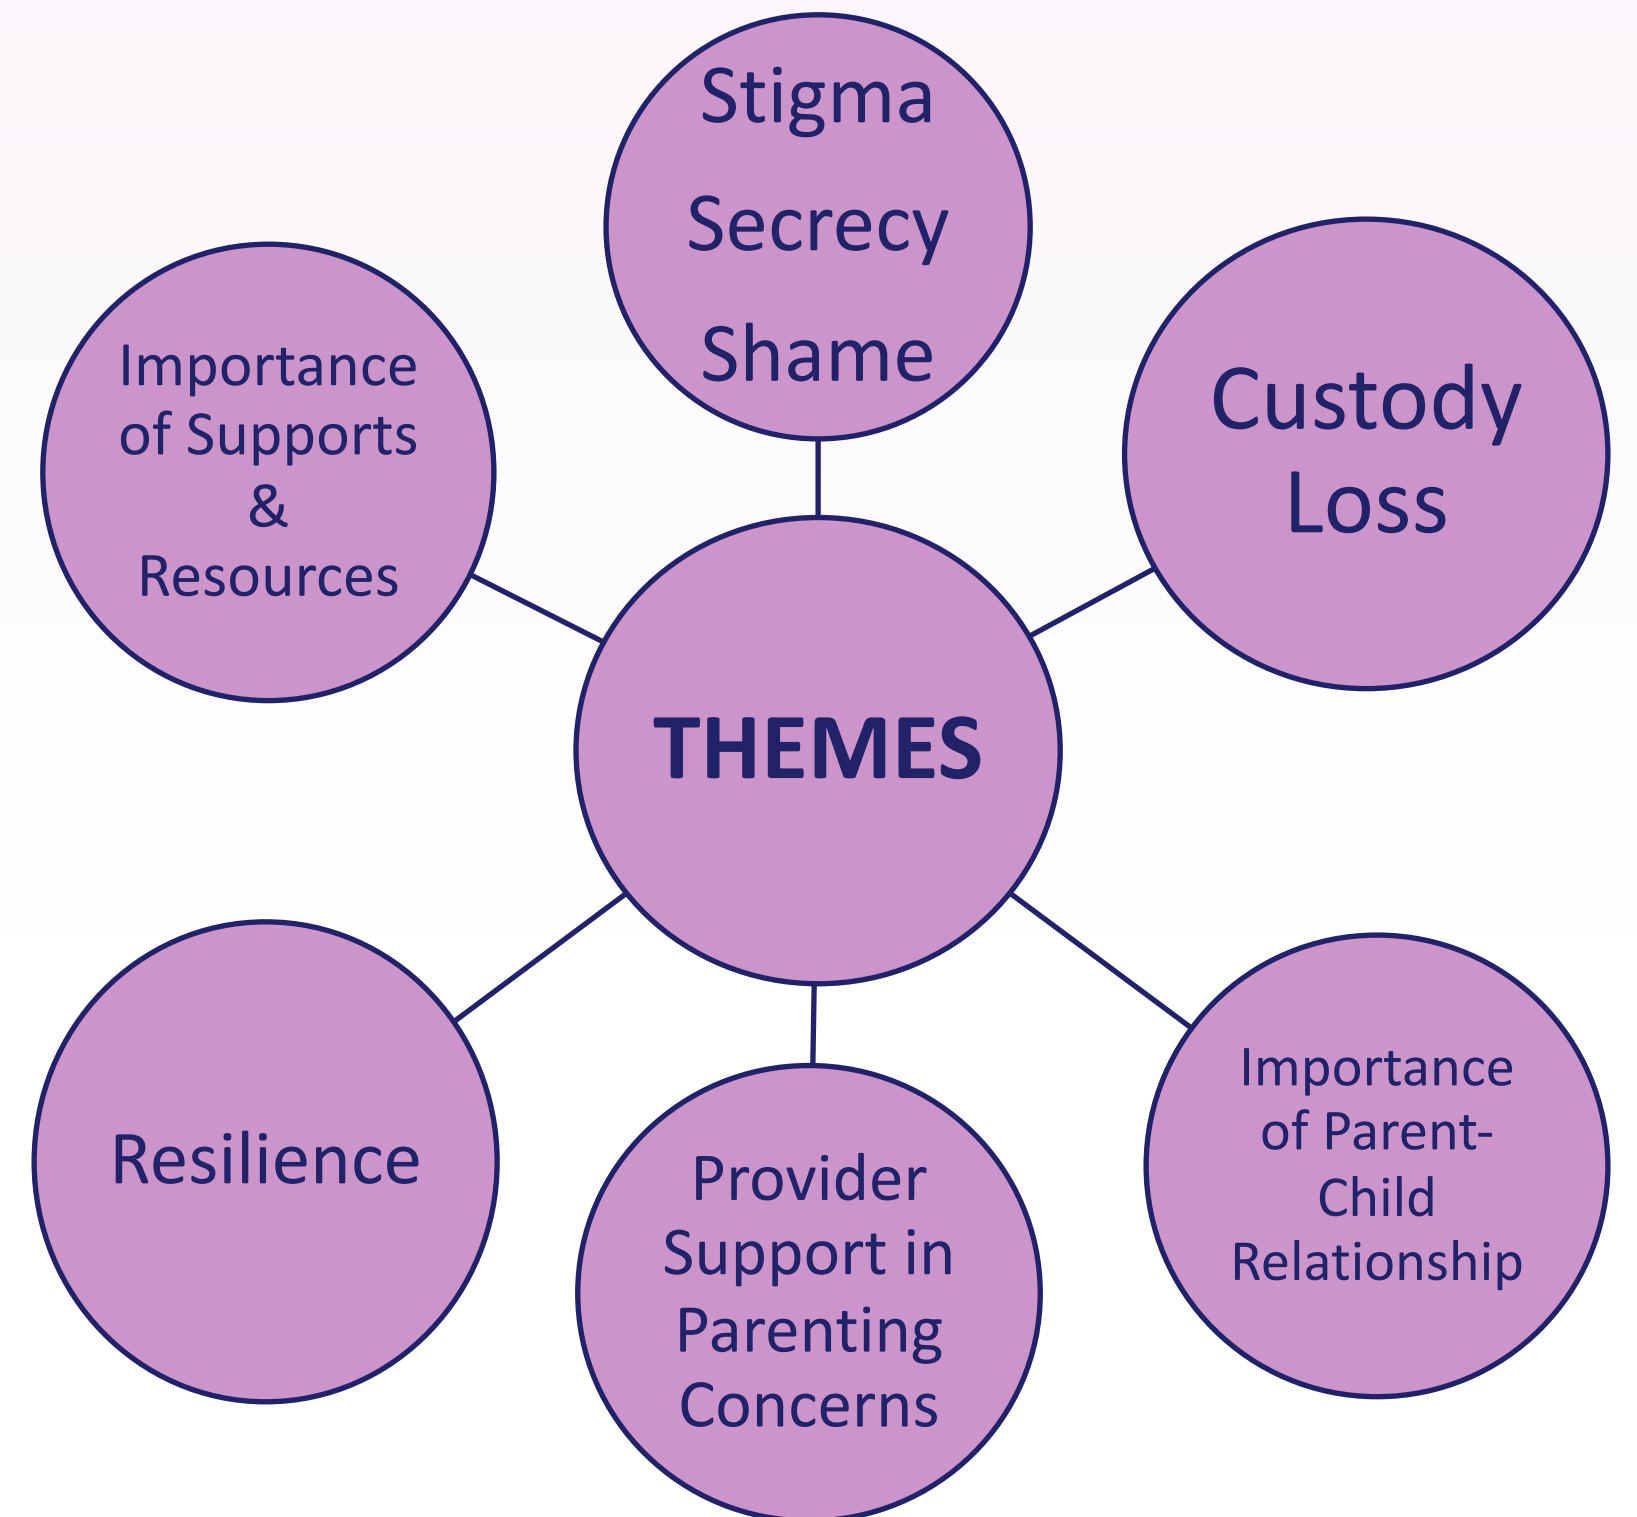 Stigma
Secrecy
Shame
Custody
Loss
Importance
of Supports
&
Resources
THEMES
Importance
of Parent-
Child
Relationship
Resilience
Provider
Support in
Parenting
Concerns